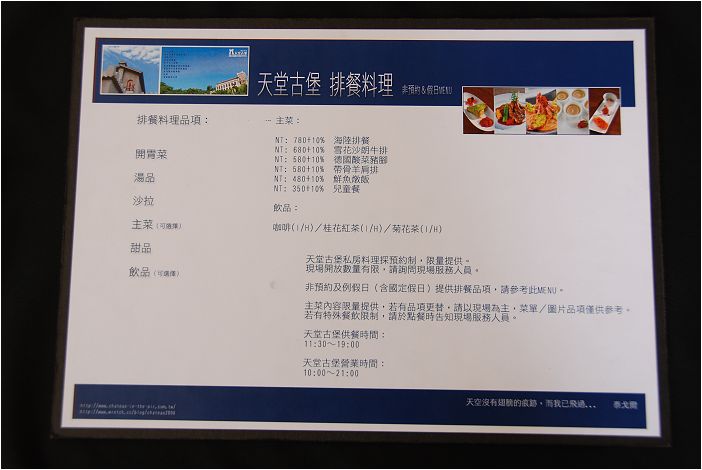 天堂古堡 排餐料理 非預約&假日MENU
排餐料理品項：
開胃菜
湯品
沙拉
主菜(可選擇)
甜品
飲品(可選擇)
主菜：
NT: 780+10% 海陸排餐
NT: 680+10% 雪花沙朗牛排
NT: 580+10% 德國酸菜豬腳
NT: 580+10% 帶骨羊肩排
NT: 480+10% 鮮魚燉飯
NT: 350+10% 兒童餐
飲品：
咖啡(I/H)／桂花紅茶(I/H)／菊花茶(I/H)
天堂古堡私房料理採預約制，限量提供。
現場開放數量有限，請詢問現場服務人員。
非預約及例假日（含國定假日）提供排餐品項，請參考此MENU。
主菜內容限量提供，若有品項更替，請以現場為主，菜單／圖片品項僅供參考。
若有特殊餐飲限制，請於點餐時告知現場服務人員。
天堂古堡供餐時間：
11:30～19:00
天堂古堡營業時間：
10:00～21:00
天空沒有翅膀的痕跡，而我已飛過... 泰戈爾